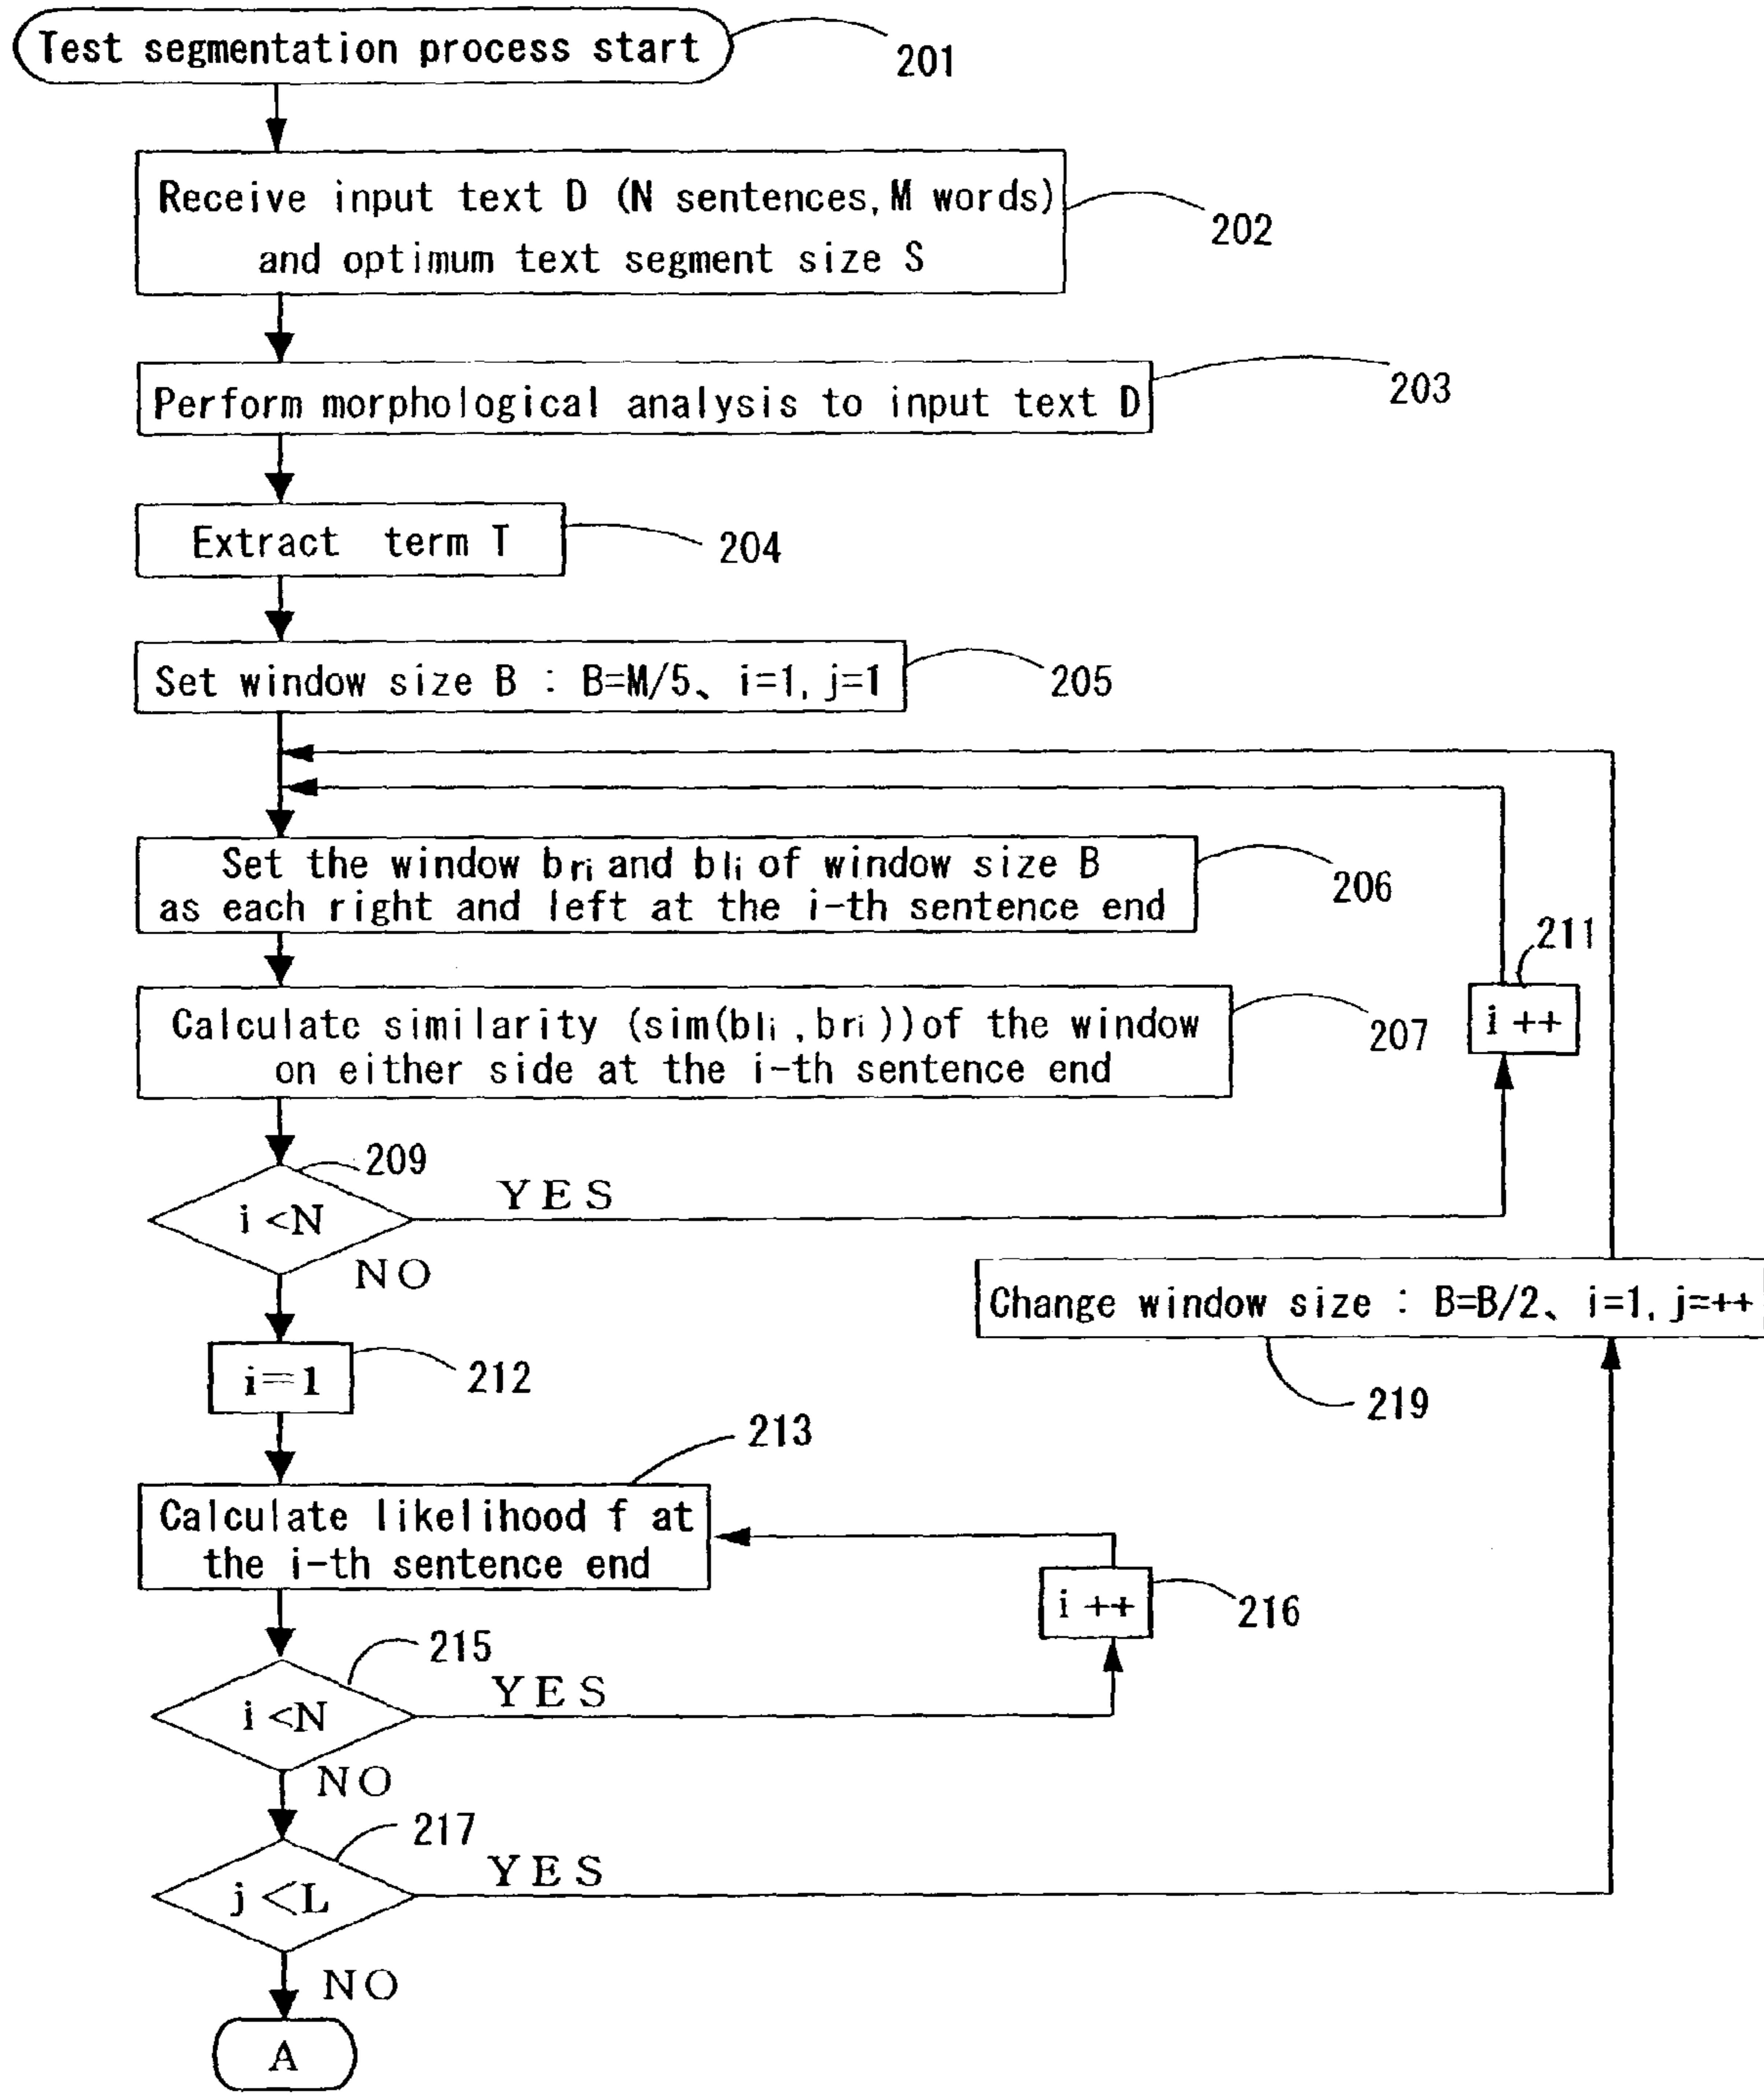 Test segmentation process start
201
Receive input text D (N sentences, M words)
and optimum text segment size S
202
Perform morphological analysis to input text D
203
Extract term T
204
Set window size B : B=M/5、 i=1, j=1
205
Set the window bri and bli of window size B
as each right and left at the i-th sentence end
206
211
i ++
Calculate similarity (sim(bli ,bri ))of the window
on either side at the i-th sentence end
207
209
i <N
YES
NO
Change window size : B=B/2、 i=1, j=++
219
i=1
212
213
Calculate likelihood f at
the i-th sentence end
i ++
216
215
i <N
YES
NO
217
j <L
YES
NO
A